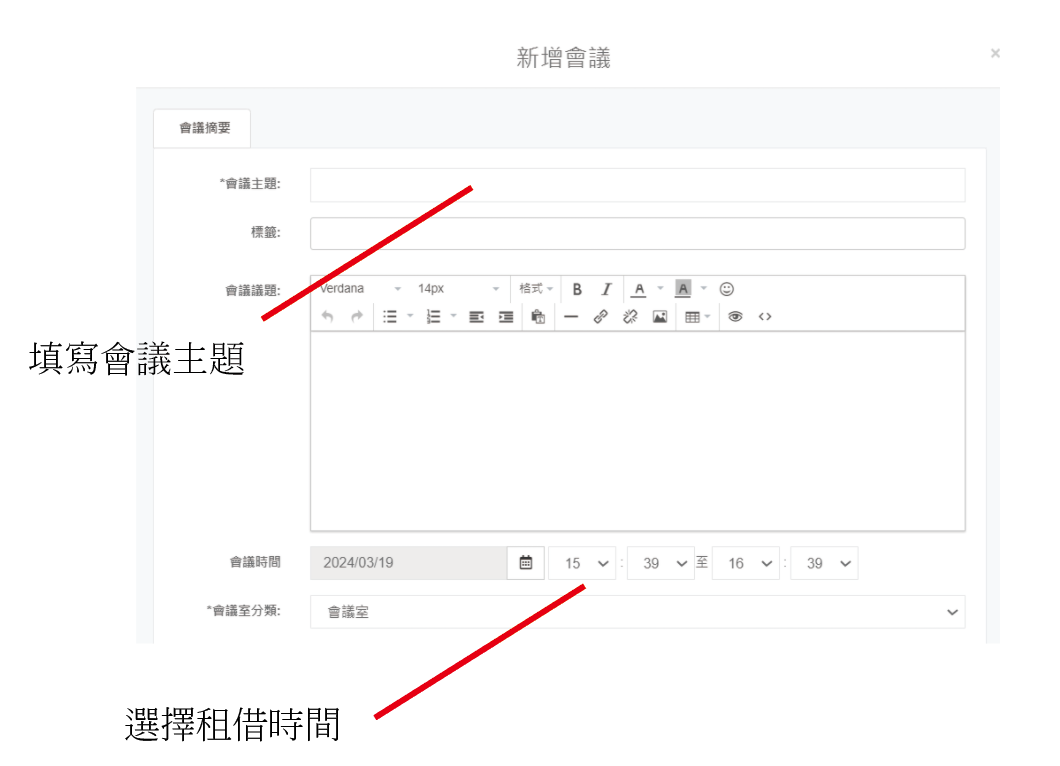 新增會議
×
會議摘要
*會議主題:
標籤:
會議議題:
Verdana 14px 格式 B I A A
填寫會議主題
會議時間 2024/03/19 15 : 39 至 16 : 39
*會議室分類: 會議室
選擇租借時間